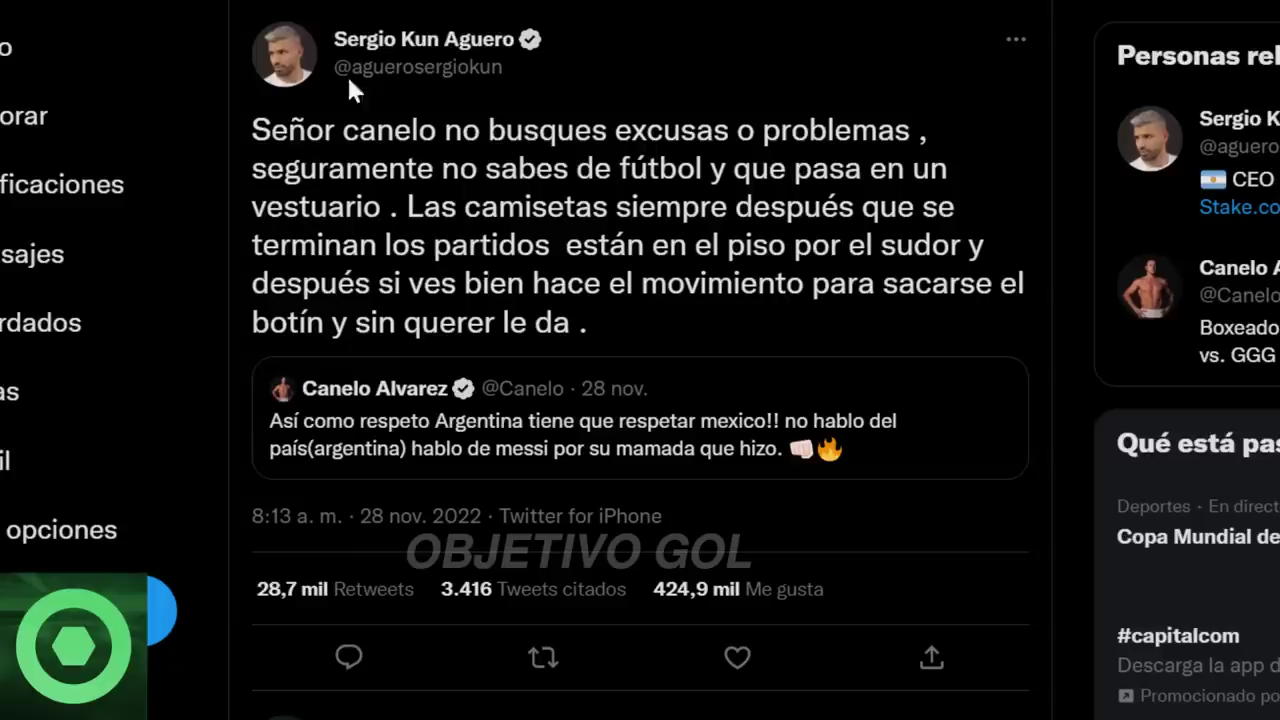 Sergio Kun Aguero
@aguerosergiokun
Señor canelo no busques excusas o problemas ,
seguramente no sabes de fútbol y que pasa en un
vestuario . Las camisetas siempre después que se
terminan los partidos  están en el piso por el sudor y
después si ves bien hace el movimiento para sacarse el
botín y sin querer le da .
Canelo Alvarez @Canelo · 28 nov.
Así como respeto Argentina tiene que respetar mexico!! no hablo del
país(argentina) hablo de messi por su mamada que hizo. 👊🏻🔥
8:13 a. m. · 28 nov. 2022 · Twitter for iPhone
OBJETIVO GOL
28,7 mil Retweets 3.416 Tweets citados 424,9 mil Me gusta
o
orar
ficaciones
sajes
rdados
as
il
opciones
Personas rel
Sergio K
@aguero
🇦🇷 CEO
Stake.co
Canelo A
@Canelo
Boxeado
vs. GGG
Qué está pas
Deportes · En direct
Copa Mundial de
#capitalcom
Descarga la app d
Promocionado po